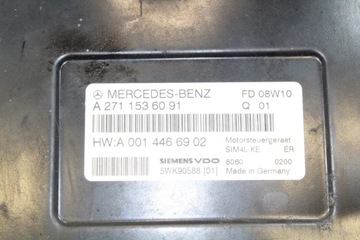 MERCEDES-BENZ FD 08W10
A 271 153 60 91 Q 01
HW:A 001 446 69 02 Motorsteuergeraet
SIM4L KE ER
SIEMENS VDO 8060 0200
5WK90588 [01] Made in Germany